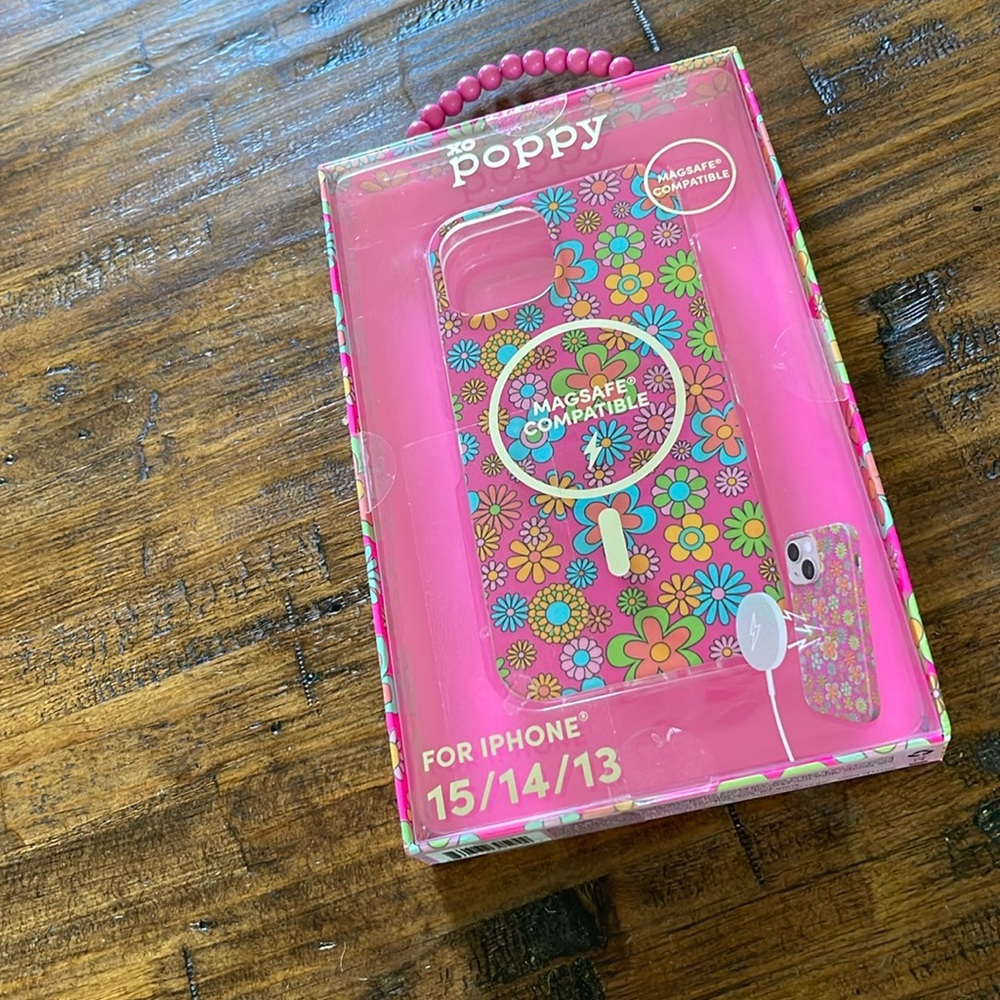 xo
poppy
MAGSAFE®
COMPATIBLE
MAGSAFE®
COMPATIBLE
FOR IPHONE®
15/14/13